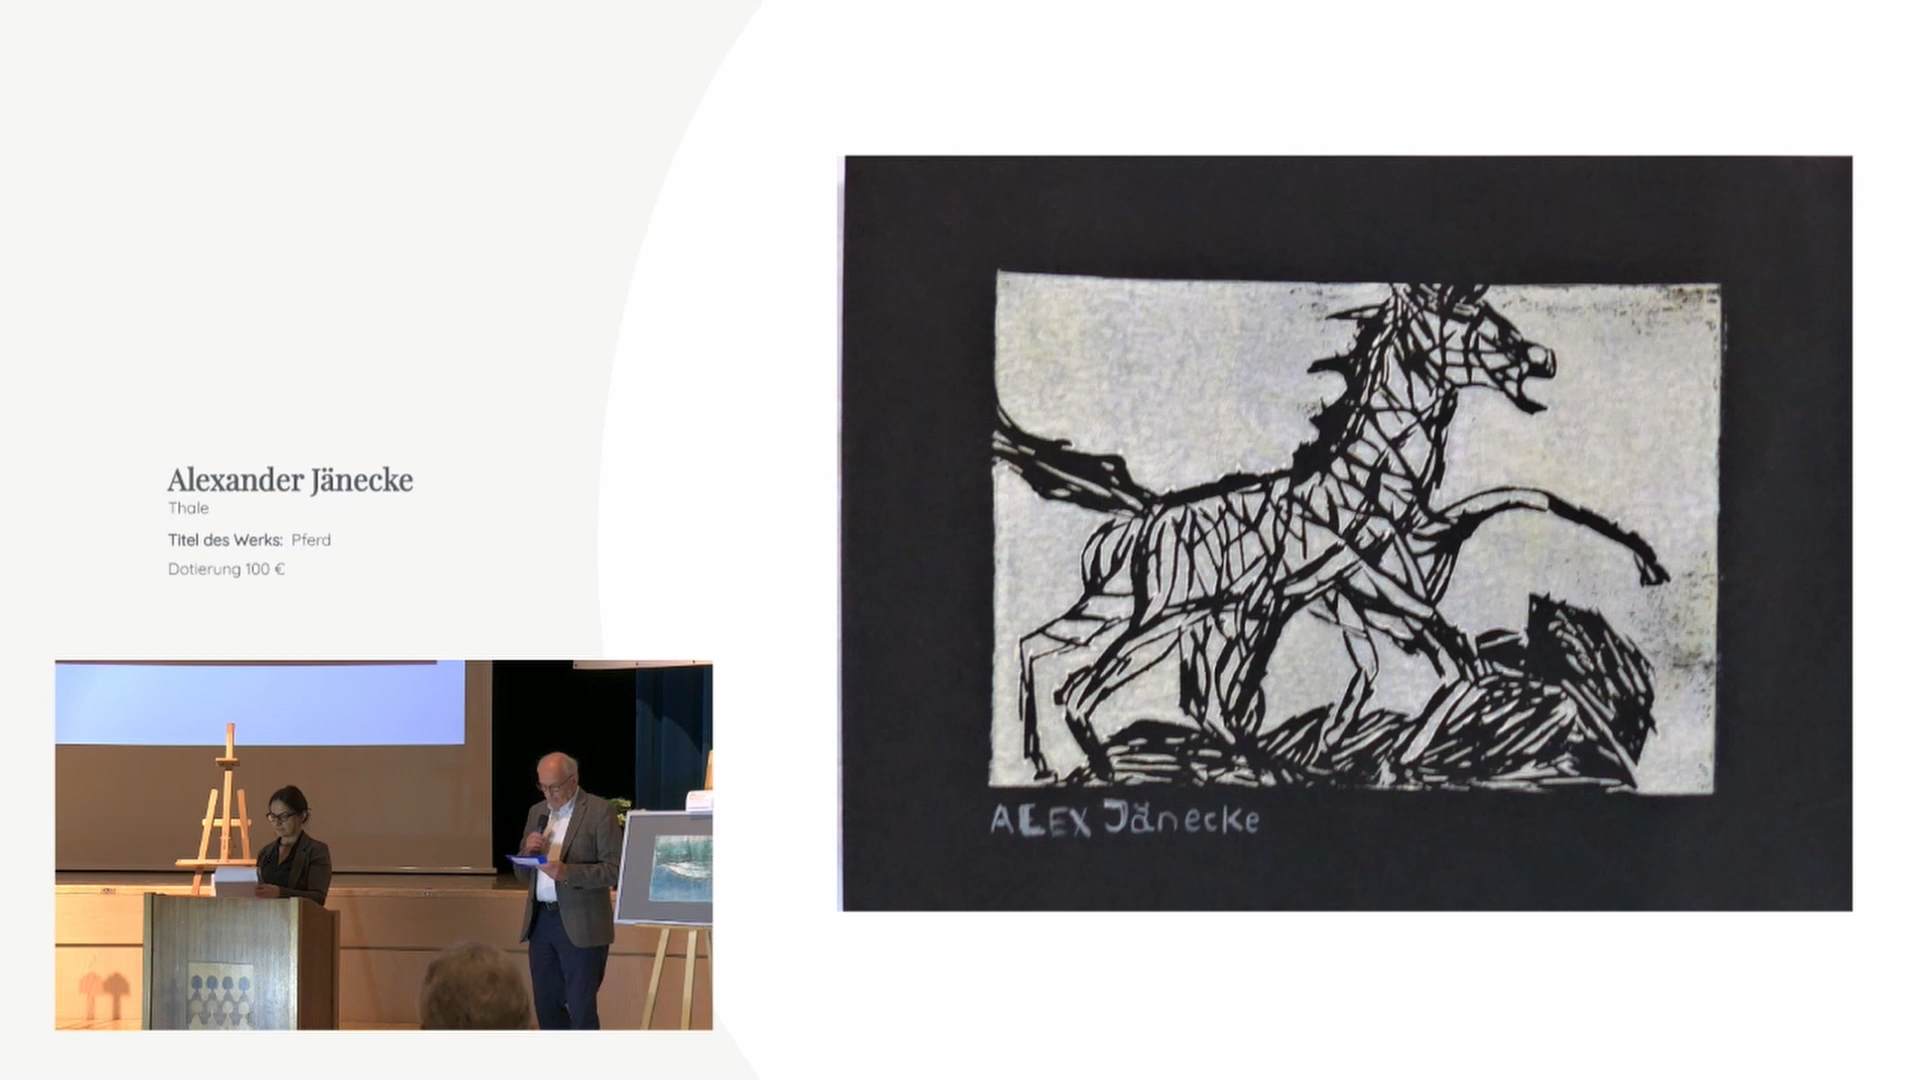 Alexander Jänecke
Thale
Titel des Werks: Pferd
Dotierung 100 €
ALEX Jänecke